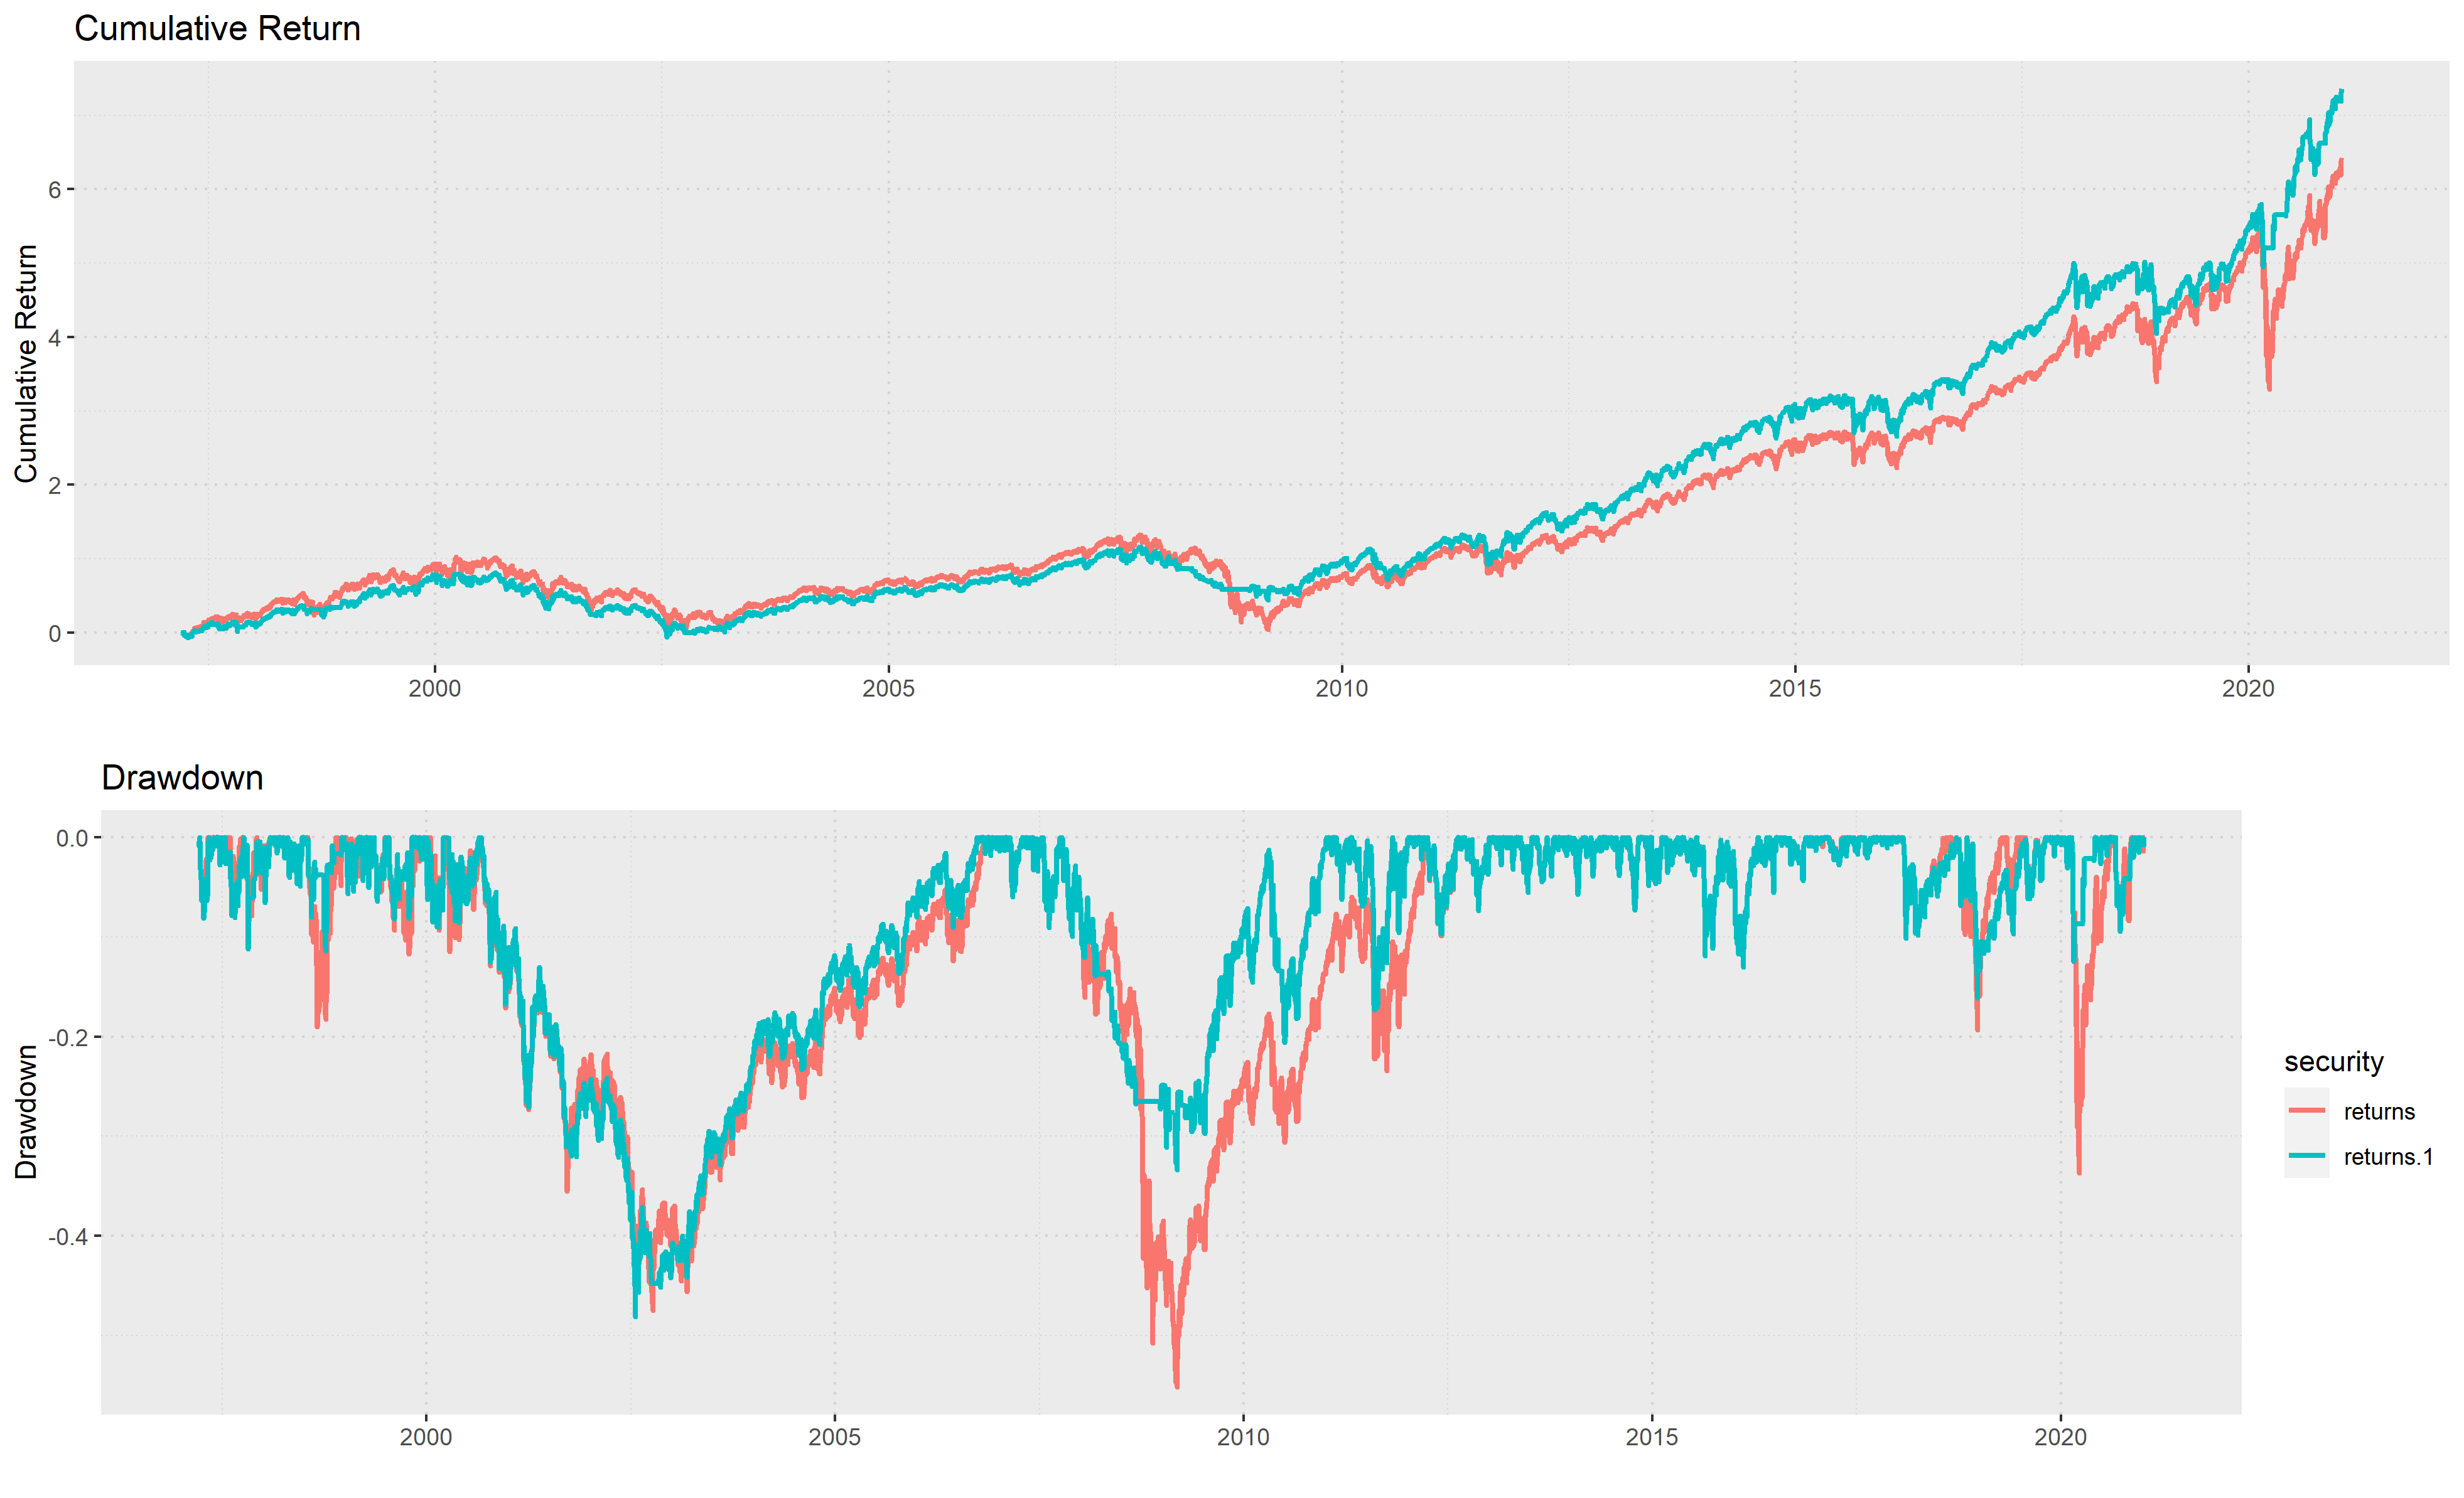 Cumulative Return
Cumulative Return
6
4
2
0
2000 2005 2010 2015 2020
Drawdown
Drawdown
0.0
-0.2
-0.4
2000 2005 2010 2015 2020
security
returns
returns.1